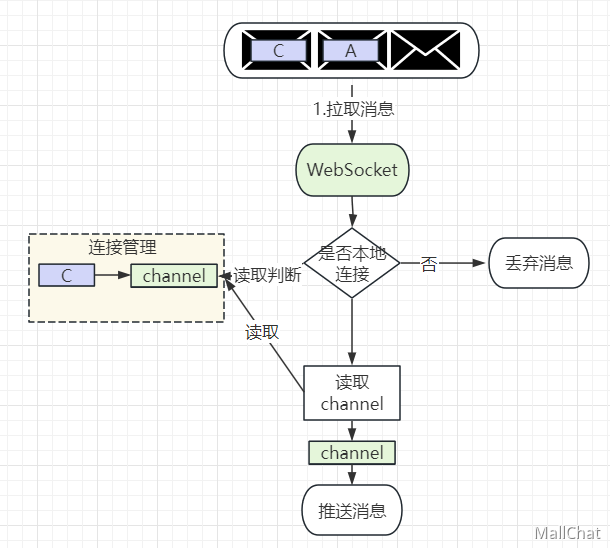 C
A
1.拉取消息
WebSocket
连接管理
C
channel
读取判断
是否本地
连接
否
丢弃消息
读取
读取
channel
channel
推送消息
MallChat